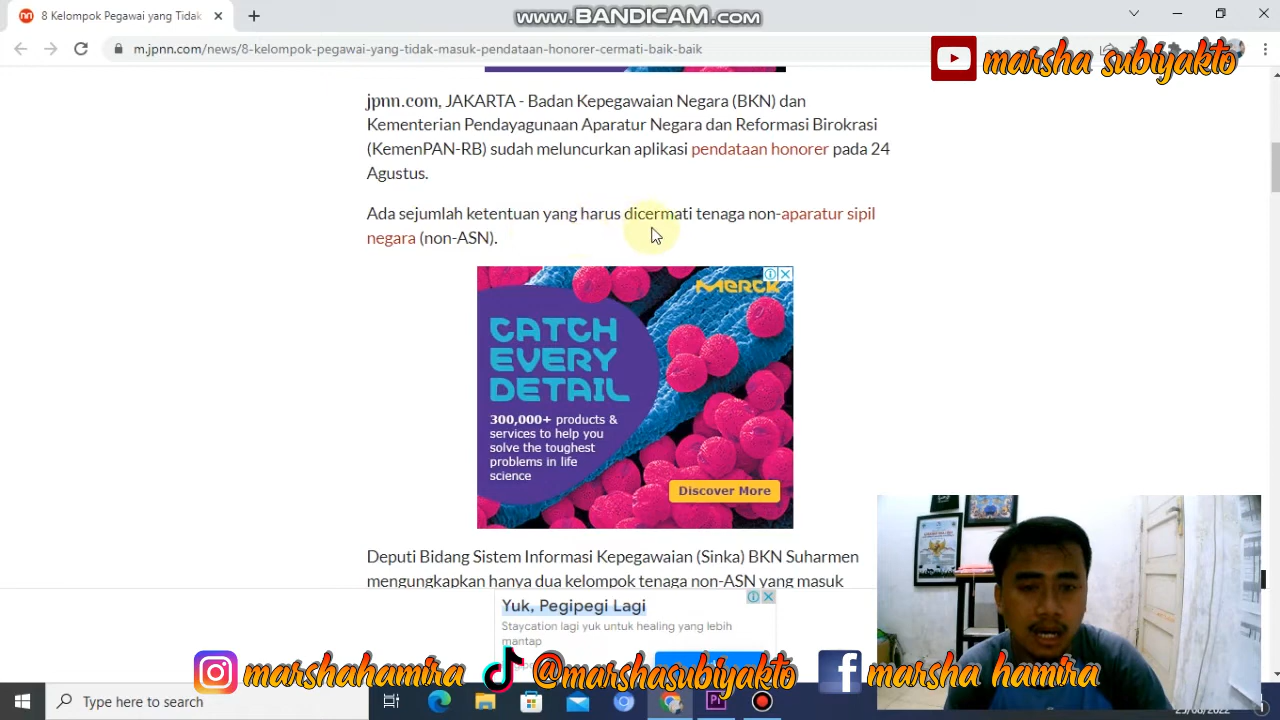 www.BANDICAM.com
8 Kelompok Pegawai yang Tidak
m.jpnn.com/news/8-kelompok-pegawai-yang-tidak-masuk-pendataan-honorer-cermati-baik-baik
marsha subiyakto
jpnn.com, JAKARTA - Badan Kepegawaian Negara (BKN) dan
Kementerian Pendayagunaan Aparatur Negara dan Reformasi Birokrasi
(KemenPAN-RB) sudah meluncurkan aplikasi pendataan honorer pada 24
Agustus.
Ada sejumlah ketentuan yang harus dicermati tenaga non-aparatur sipil
negara (non-ASN).
MERCK
CATCH
EVERY
DETAIL
300,000+ products &
services to help you
solve the toughest
problems in life
science
Discover More
Deputi Bidang Sistem Informasi Kepegawaian (Sinka) BKN Suharmen
mengungkapkan hanya dua kelompok tenaga non-ASN yang masuk
Yuk, Pegipegi Lagi
Staycation lagi yuk untuk healing yang lebih
mantap
marshahamira
@marshasubiyakto
marsha hamira
Type here to search
25/08/2022